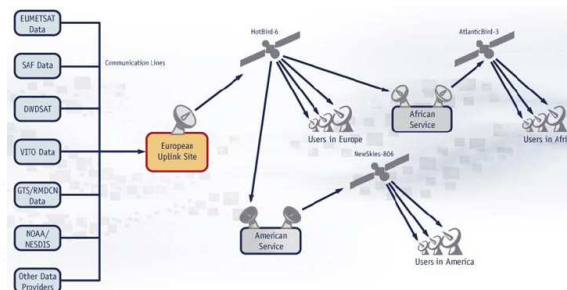 EUMETSAT
Data
SAF Data
DWDSAT
VITO Data
GTS/RMDCN
Data
NOAA/
NESDIS
Other Data
Providers
Communication Lines
European
Uplink Site
HotBird-6
Users in Europe
African
Service
AtlanticBird-3
Users in Afri
American
Service
NewSkies-806
Users in America